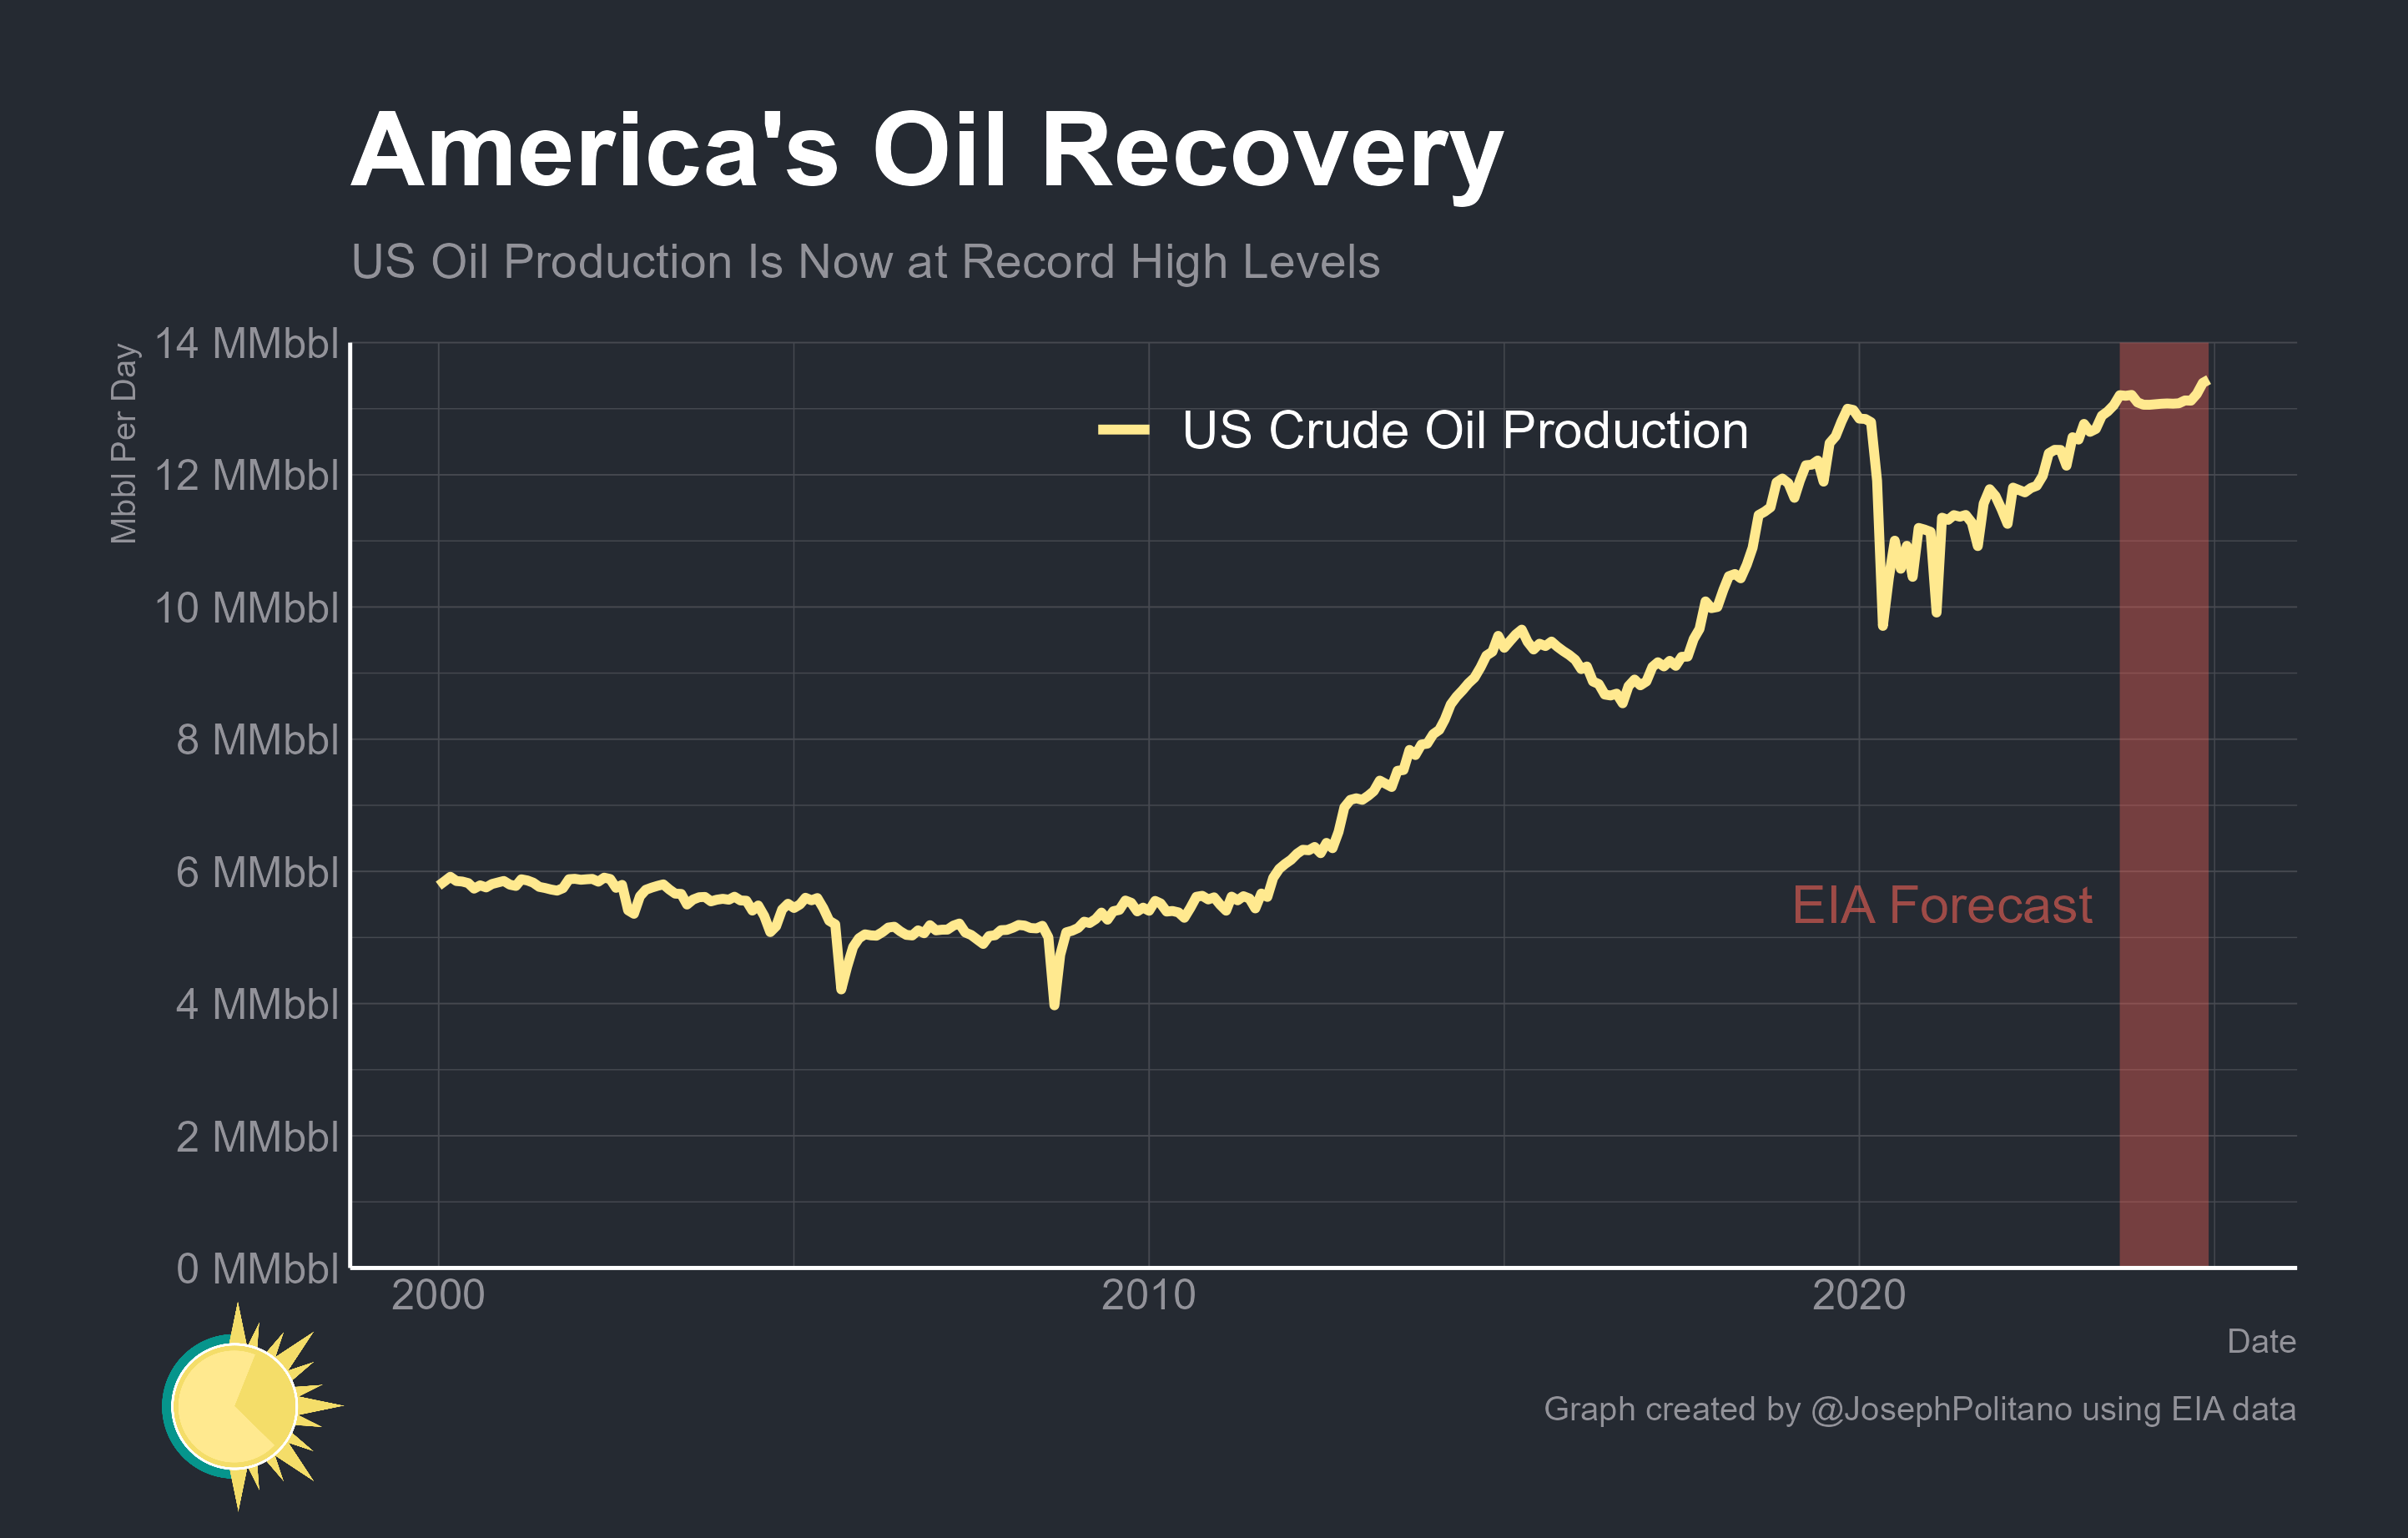 America's Oil Recovery
US Oil Production Is Now at Record High Levels
Mbbl Per Day
14 MMbbl
12 MMbbl
10 MMbbl
8 MMbbl
6 MMbbl
4 MMbbl
2 MMbbl
0 MMbbl
US Crude Oil Production
EIA Forecast
2000
2010
2020
Date
Graph created by @JosephPolitano using EIA data